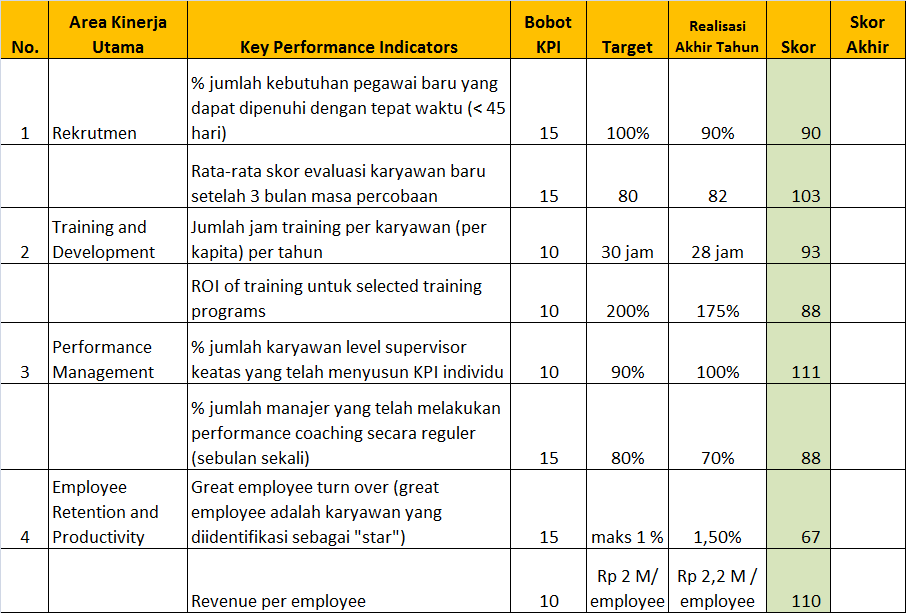 No. Area Kinerja Utama Key Performance Indicators Bobot KPI Target Realisasi Akhir Tahun Skor Skor Akhir
1 Rekrutmen % jumlah kebutuhan pegawai baru yang
dapat dipenuhi dengan tepat waktu (< 45
hari) 15 100% 90% 90
Rata-rata skor evaluasi karyawan baru
setelah 3 bulan masa percobaan 15 80 82 103
2 Training and Development Jumlah jam training per karyawan (per
kapita) per tahun 10 30 jam 28 jam 93
ROI of training untuk selected training
programs 10 200% 175% 88
3 Performance Management % jumlah karyawan level supervisor
keatas yang telah menyusun KPI individu 10 90% 100% 111
% jumlah manajer yang telah melakukan
performance coaching secara reguler
(sebulan sekali) 15 80% 70% 88
4 Employee Retention and Productivity Great employee turn over (great
employee adalah karyawan yang
diidentifikasi sebagai "star") 15 maks 1 % 1,50% 67
Revenue per employee 10 Rp 2 M/ employee Rp 2,2 M / employee 110